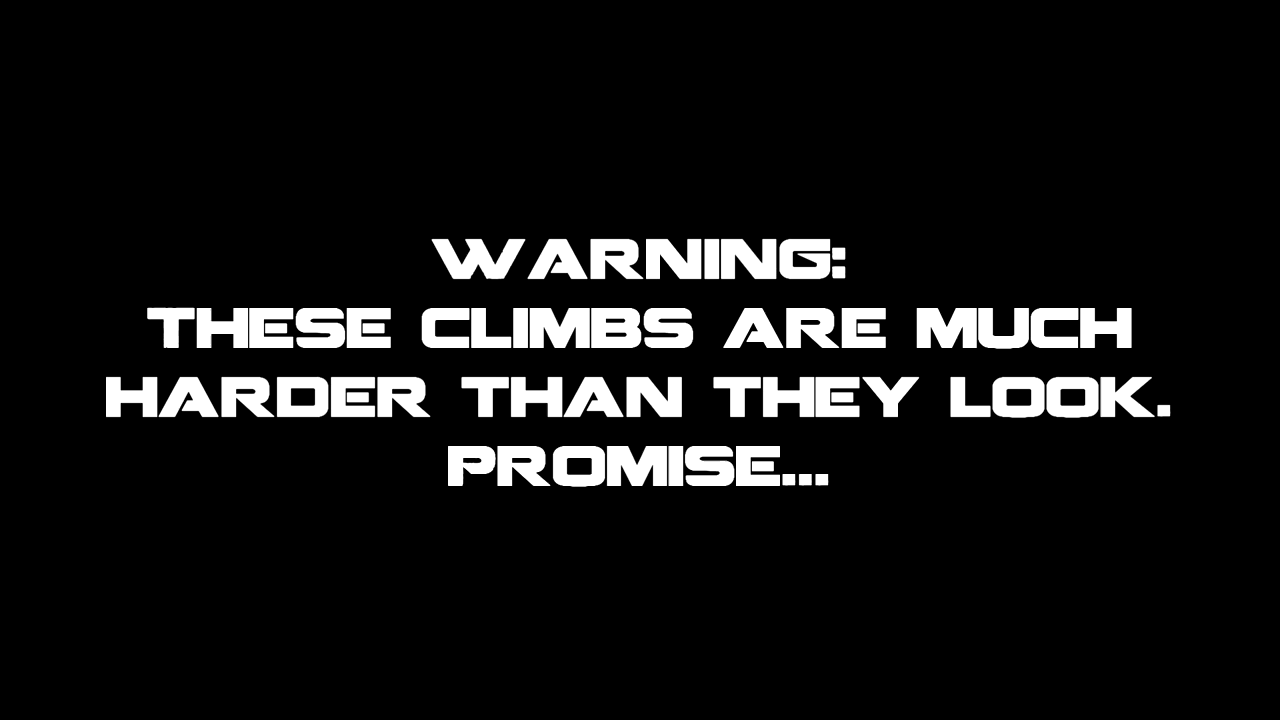 WARNING:
THESE CLIMBS ARE MUCH
HARDER THAN THEY LOOK.
PROMISE...